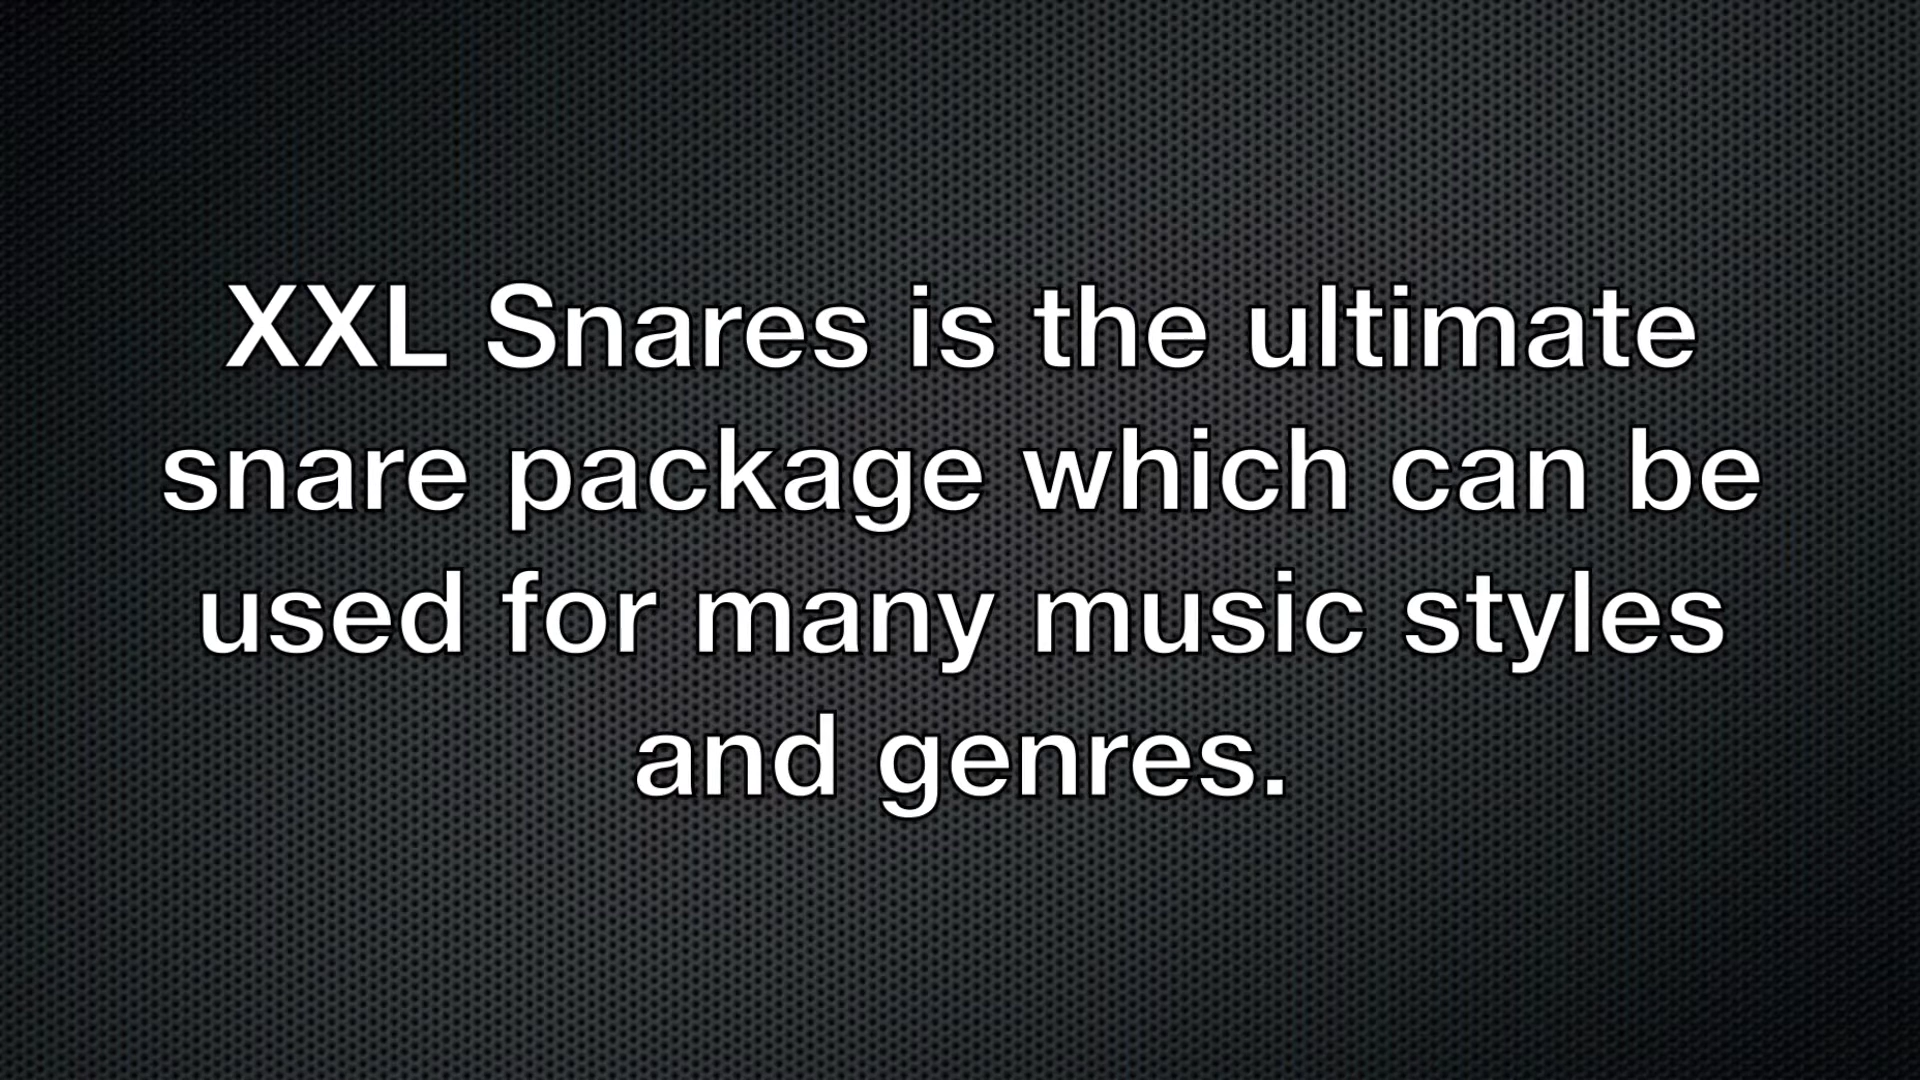 XXL Snares is the ultimate
snare package which can be
used for many music styles
and genres.